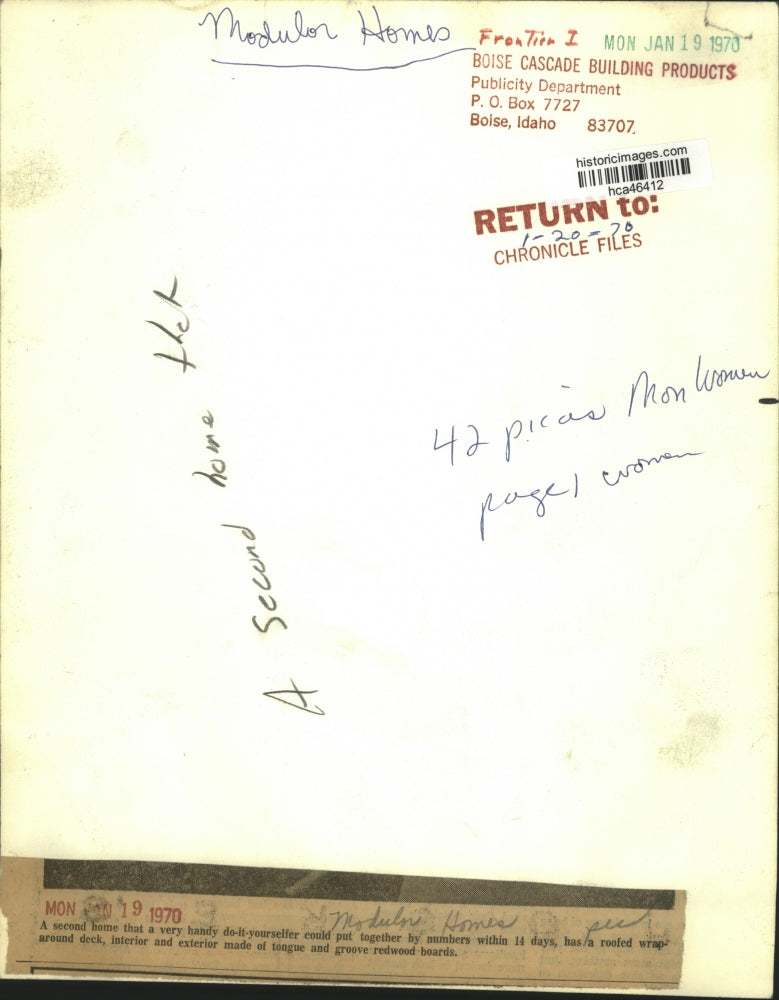 Modular Homes
FronTier I MON JAN 19 1970
BOISE CASCADE BUILDING PRODUCTS
Publicity Department
P. O. Box 7727
Boise, Idaho 83707
historicimages.com
hca46412
RETURN to:
1-20-70
CHRONICLE FILES
A second home that
42 picas Mon Women
page 1 women
MON JAN 19 1970
Modular Homes
A second home that a very handy do-it-yourselfer could put together by numbers within 14 days, has a roofed wrap-
around deck, interior and exterior made of tongue and groove redwood boards.